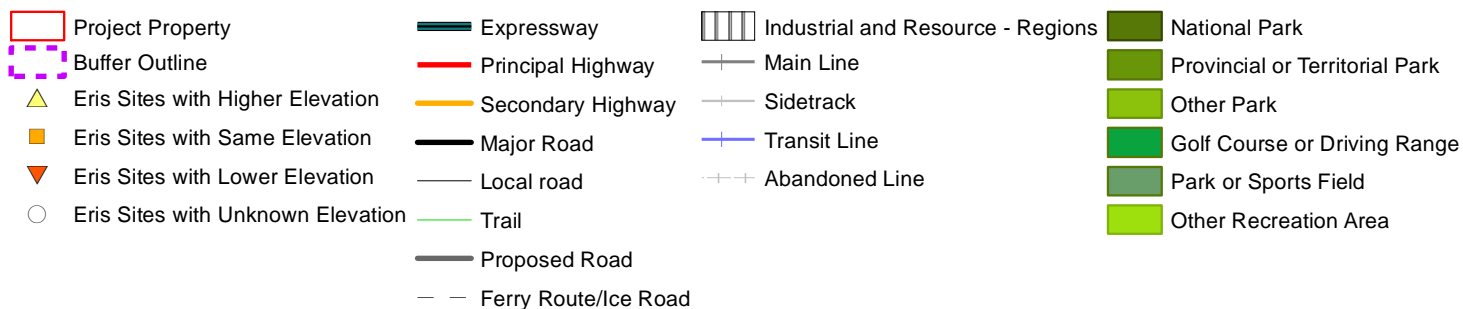 Project Property
Buffer Outline
Eris Sites with Higher Elevation
Eris Sites with Same Elevation
Eris Sites with Lower Elevation
Eris Sites with Unknown Elevation
Expressway
Principal Highway
Secondary Highway
Major Road
Local road
Trail
Proposed Road
Ferry Route/Ice Road
Industrial and Resource - Regions
Main Line
Sidetrack
Transit Line
Abandoned Line
National Park
Provincial or Territorial Park
Other Park
Golf Course or Driving Range
Park or Sports Field
Other Recreation Area